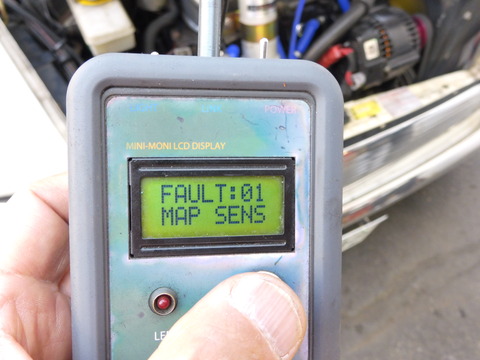 POWER
MINI-MONI LCD DISPLAY
FAULT:01
MAP SENS